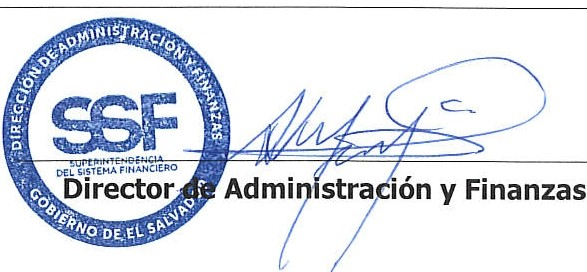 DIRECCIÓN DE ADMINISTRACIÓN Y FINANZAS
SSF
SUPERINTENDENCIA
DEL SISTEMA FINANCIERO
GOBIERNO DE EL SALVADOR
Director de Administración y Finanzas